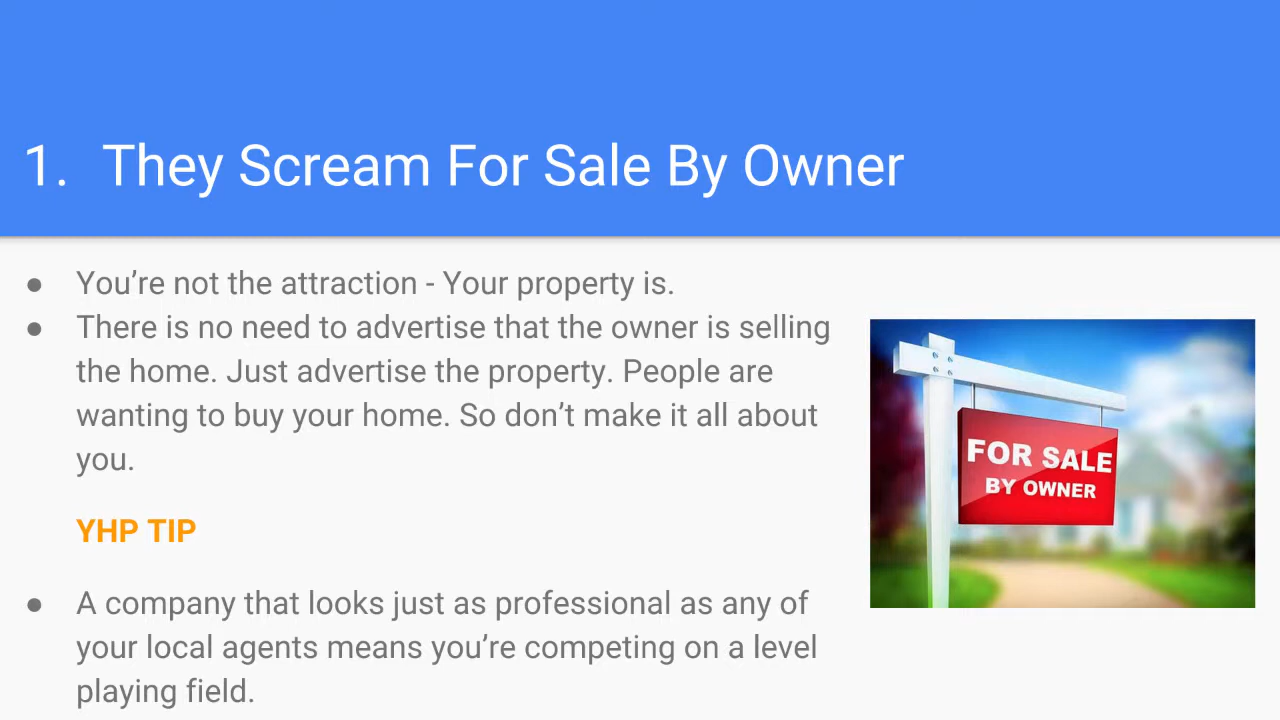 1. They Scream For Sale By Owner
● You’re not the attraction - Your property is.
● There is no need to advertise that the owner is selling
the home. Just advertise the property. People are
wanting to buy your home. So don’t make it all about
you.
YHP TIP
● A company that looks just as professional as any of
your local agents means you’re competing on a level
playing field.
FOR SALE
BY OWNER